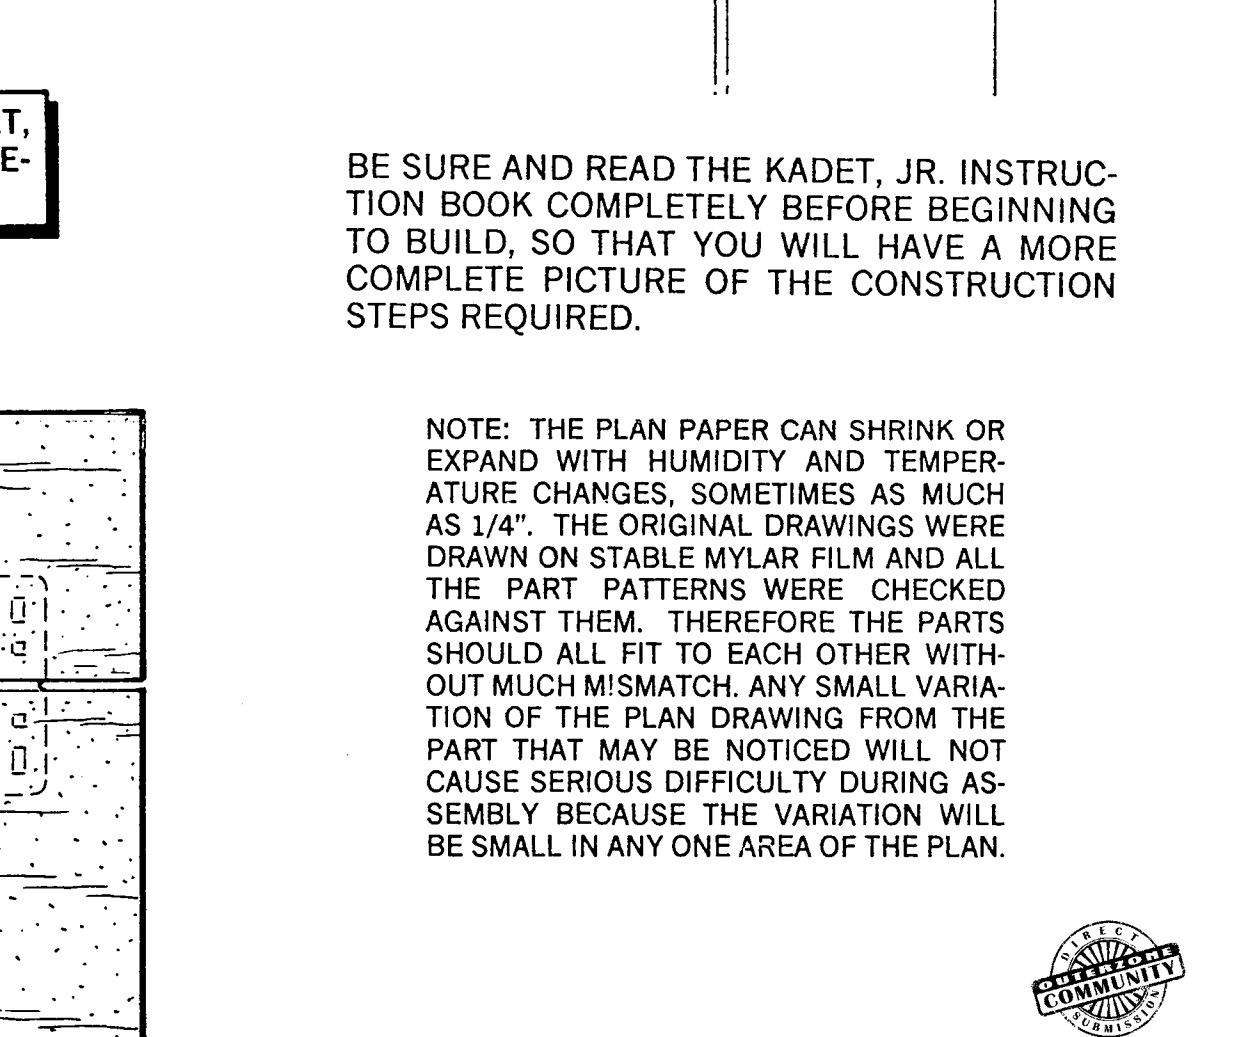 T,
E-
BE SURE AND READ THE KADET, JR. INSTRUC-
TION BOOK COMPLETELY BEFORE BEGINNING
TO BUILD, SO THAT YOU WILL HAVE A MORE
COMPLETE PICTURE OF THE CONSTRUCTION
STEPS REQUIRED.
NOTE: THE PLAN PAPER CAN SHRINK OR
EXPAND WITH HUMIDITY AND TEMPER-
ATURE CHANGES, SOMETIMES AS MUCH
AS 1/4". THE ORIGINAL DRAWINGS WERE
DRAWN ON STABLE MYLAR FILM AND ALL
THE PART PATTERNS WERE CHECKED
AGAINST THEM. THEREFORE THE PARTS
SHOULD ALL FIT TO EACH OTHER WITH-
OUT MUCH MISMATCH. ANY SMALL VARIA-
TION OF THE PLAN DRAWING FROM THE
PART THAT MAY BE NOTICED WILL NOT
CAUSE SERIOUS DIFFICULTY DURING AS-
SEMBLY BECAUSE THE VARIATION WILL
BE SMALL IN ANY ONE AREA OF THE PLAN.
DIRECT
OUTERZONE
COMMUNITY
SUBMISSION